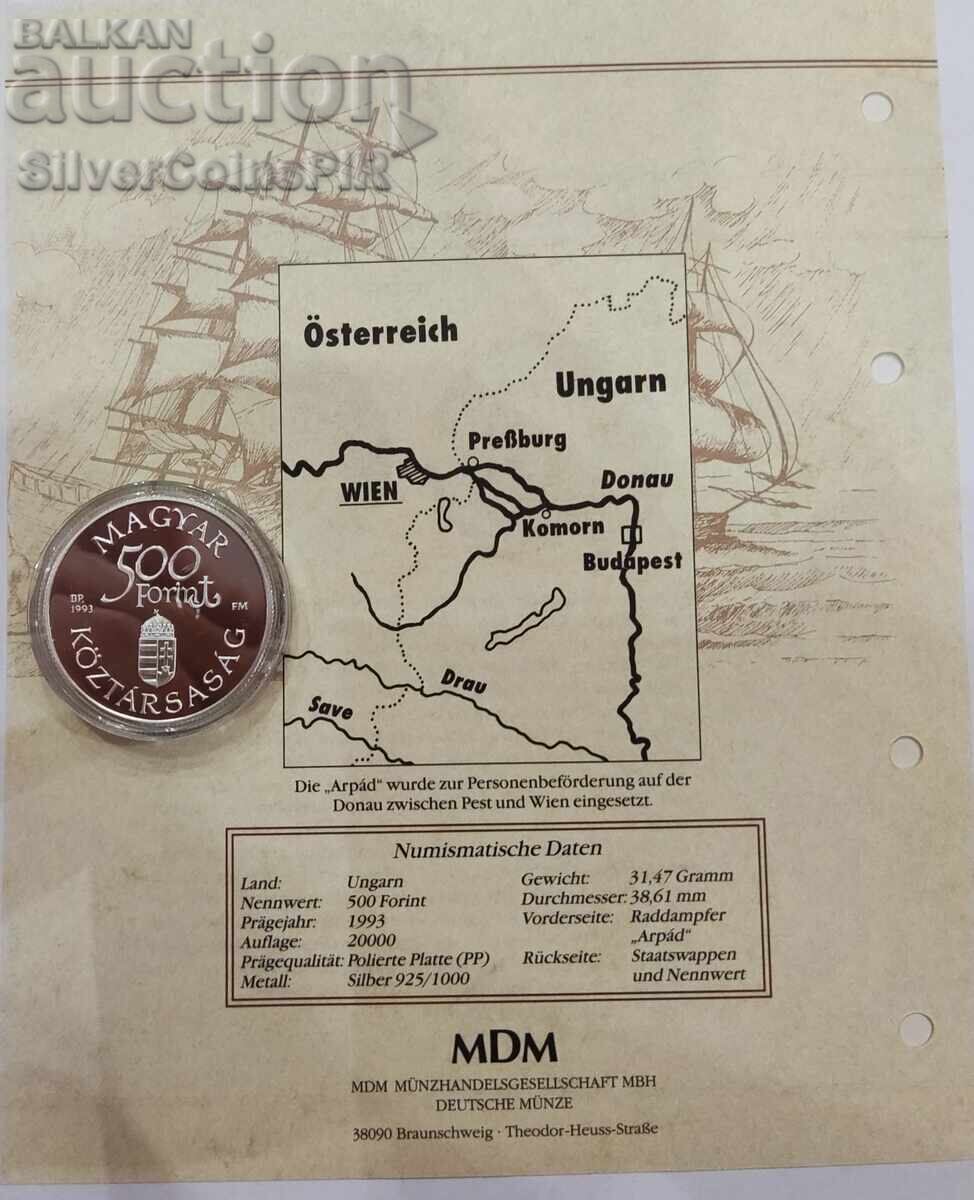 BALKAN
auction
SilverCoinsPIR
Österreich
Ungarn
Preßburg
WIEN
Donau
Komorn
Budapest
Drau
Save
MAGYAR
500
Forint
BP.
1993
FM
KÖZTÁRSASÁG
Die „Arpád“ wurde zur Personenbeförderung auf der
Donau zwischen Pest und Wien eingesetzt.
Numismatische Daten
Land: Ungarn
Nennwert: 500 Forint
Prägejahr: 1993
Auflage: 20000
Prägequalität: Polierte Platte (PP)
Metall: Silber 925/1000
Gewicht: 31,47 Gramm
Durchmesser: 38,61 mm
Vorderseite: Raddampfer
„Arpád“
Rückseite: Staatswappen
und Nennwert
MDM
MDM MÜNZHANDELSGESELLSCHAFT MBH
DEUTSCHE MÜNZE
38090 Braunschweig · Theodor-Heuss-Straße